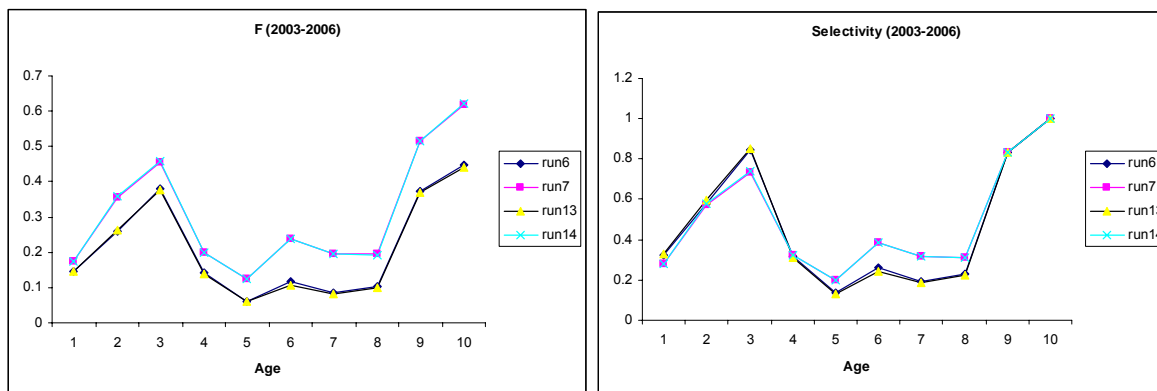 F (2003-2006)
0.7
0.6
0.5
0.4
0.3
0.2
0.1
0
1 2 3 4 5 6 7 8 9 10
Age
run6
run7
run13
run14
Selectivity (2003-2006)
1.2
1
0.8
0.6
0.4
0.2
0
1 2 3 4 5 6 7 8 9 10
Age
run6
run7
run13
run14